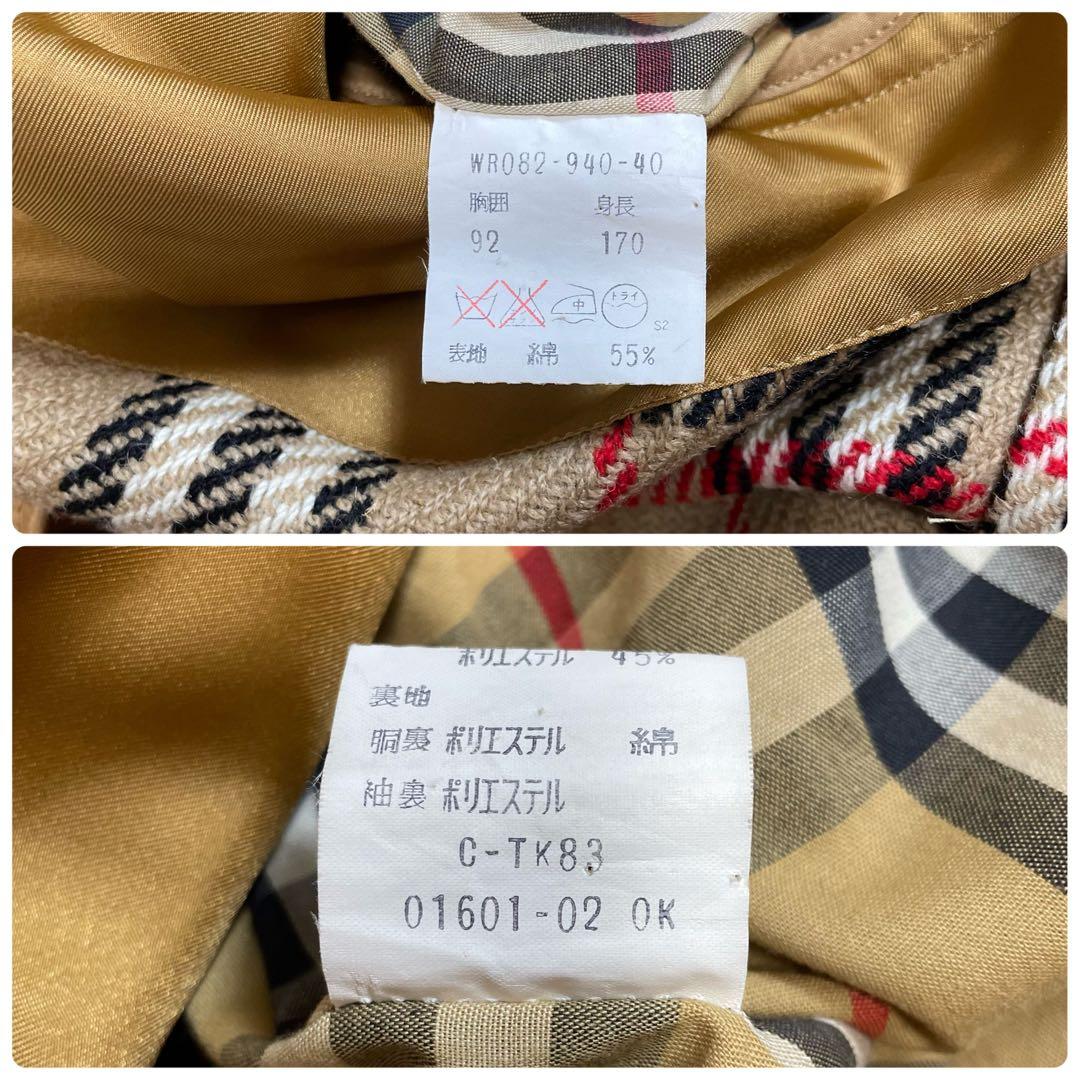 WR082-940-40
胸囲 身長
92 170
中 ドライ
S2
表地 綿 55%
ポリエステル 45%
裏地
胴裏 ポリエステル 綿
袖裏 ポリエステル
C-TK83
01601-02 OK